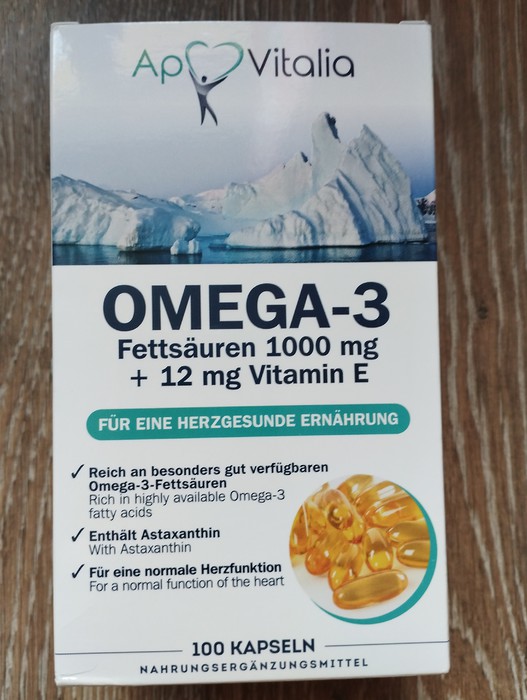 Ap Vitalia
OMEGA-3
Fettsäuren 1000 mg
+ 12 mg Vitamin E
FÜR EINE HERZGESUNDE ERNÄHRUNG
✓ Reich an besonders gut verfügbaren
Omega-3-Fettsäuren
Rich in highly available Omega-3
fatty acids
✓ Enthält Astaxanthin
With Astaxanthin
✓ Für eine normale Herzfunktion
For a normal function of the heart
100 KAPSELN
NAHRUNGSERGÄNZUNGSMITTEL